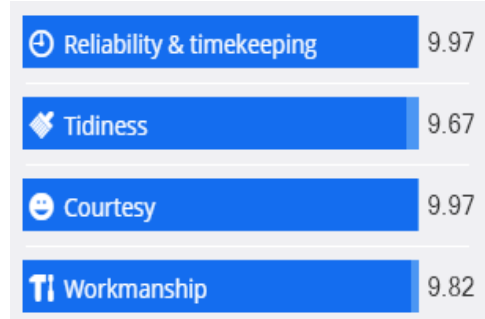 Reliability & timekeeping 9.97
Tidiness 9.67
Courtesy 9.97
Workmanship 9.82